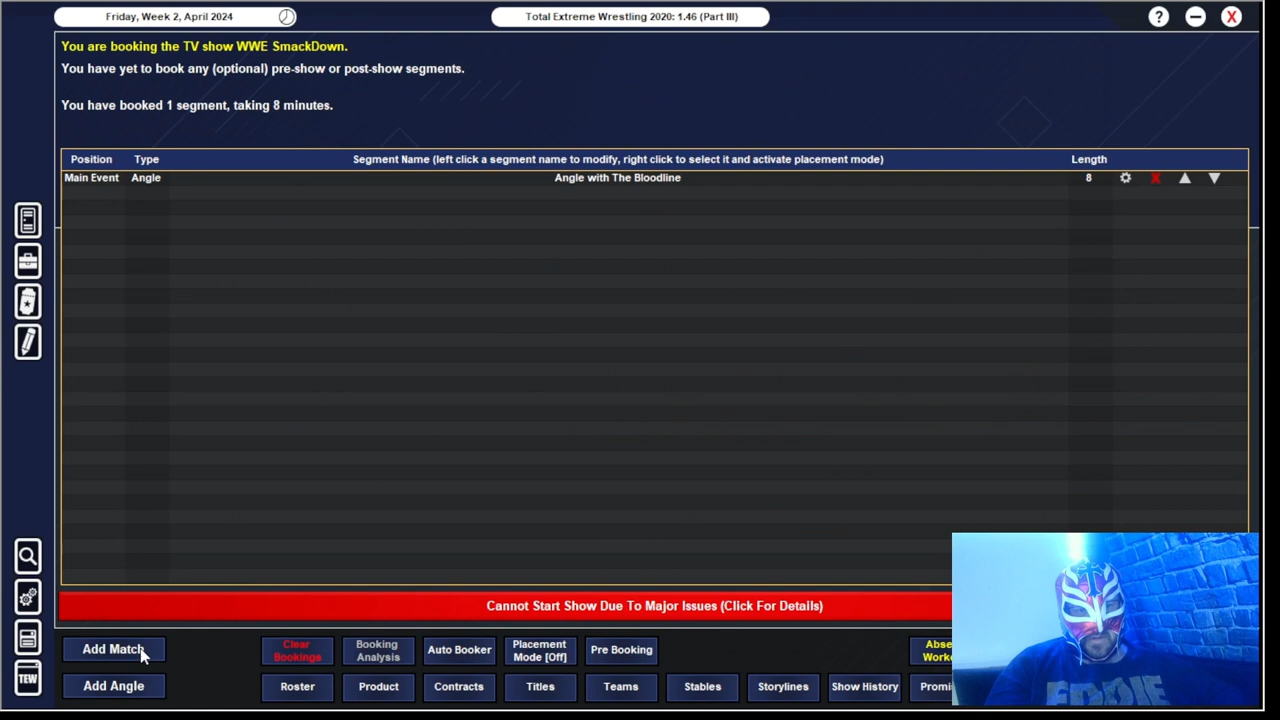 Friday, Week 2, April 2024
Total Extreme Wrestling 2020: 1.46 (Part III)
?
X
You are booking the TV show WWE SmackDown.
You have yet to book any (optional) pre-show or post-show segments.
You have booked 1 segment, taking 8 minutes.
Position Type Segment Name (left click a segment name to modify, right click to select it and activate placement mode) Length
Main Event Angle Angle with The Bloodline 8 X
Cannot Start Show Due To Major Issues (Click For Details)
Add Match
Clear Bookings
Booking Analysis
Auto Booker
Placement Mode [Off]
Pre Booking
Abse
Work
Add Angle
Roster
Product
Contracts
Titles
Teams
Stables
Storylines
Show History
Promi
TEW
EDDIE